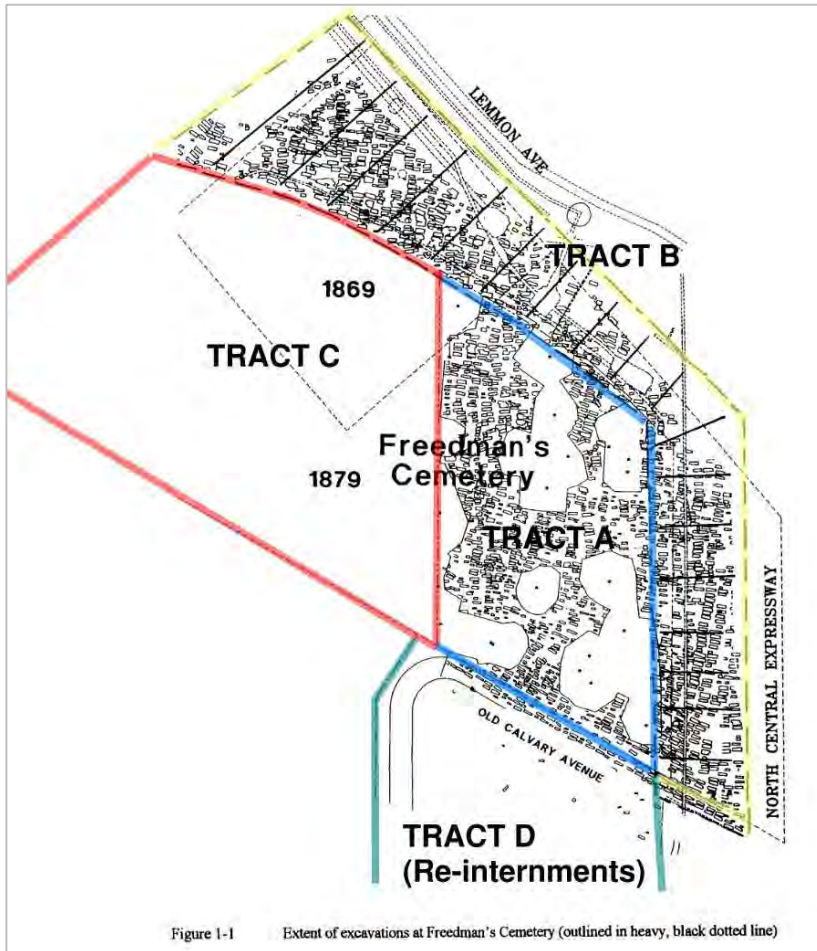 LEMMON AVE
TRACT B
1869
TRACT C
Freedman's
Cemetery
1879
TRACT A
NORTH CENTRAL EXPRESSWAY
OLD CALVARY AVENUE
TRACT D
(Re-internments)
Figure 1-1 Extent of excavations at Freedman's Cemetery (outlined in heavy, black dotted line)